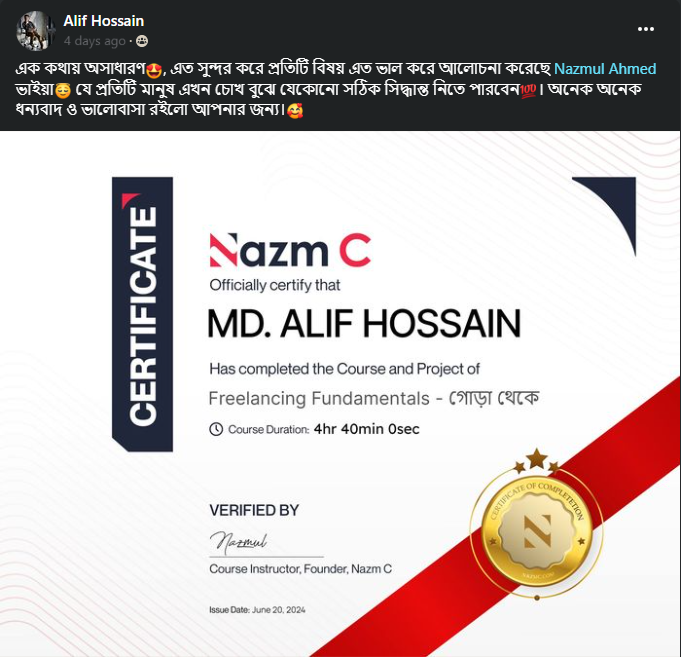 Alif Hossain
4 days ago ·
এক কথায় অসাধারণ🤩, এত সুন্দর করে প্রতিটি বিষয় এত ভাল করে আলোচনা করেছে Nazmul Ahmed
ভাইয়া😊 যে প্রতিটি মানুষ এখন চোখ বুঝে যেকোনো সঠিক সিদ্ধান্ত নিতে পারবেন💯। অনেক অনেক
ধন্যবাদ ও ভালোবাসা রইলো আপনার জন্য।🥰
CERTIFICATE
Nazm C
Officially certify that
MD. ALIF HOSSAIN
Has completed the Course and Project of
Freelancing Fundamentals - গোড়া থেকে
Course Duration: 4hr 40min 0sec
CERTIFICATE OF COMPLETETION
N
VERIFIED BY
Nazmul
Course Instructor, Founder, Nazm C
Issue Date: June 20, 2024